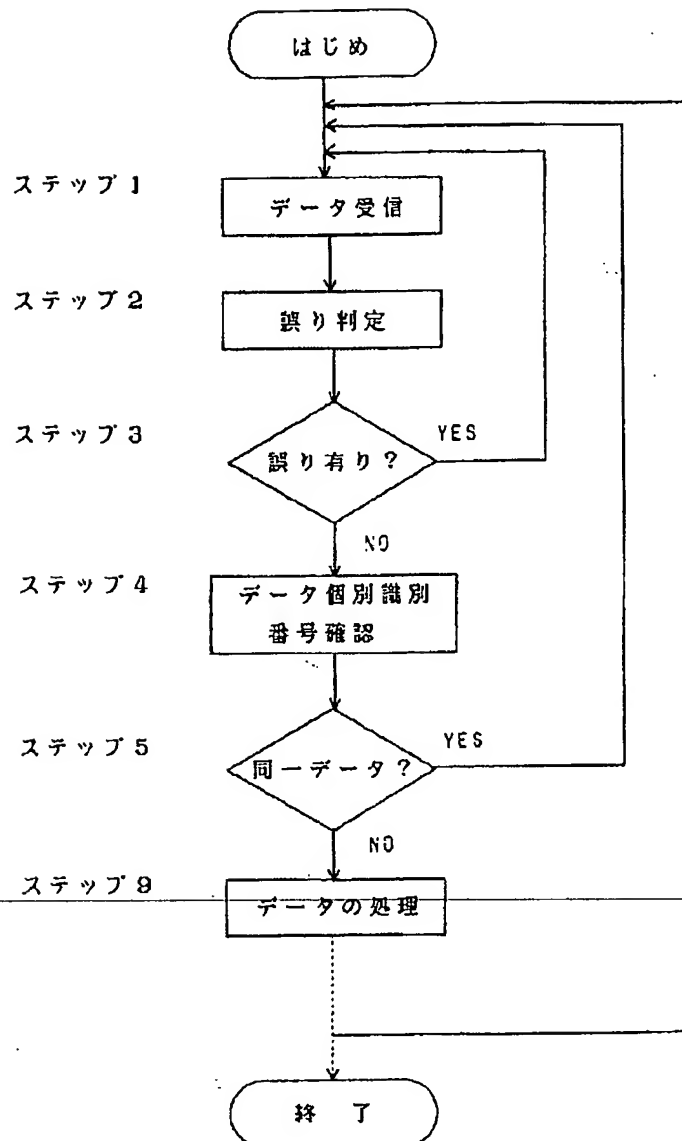 はじめ
ステップ1
データ受信
ステップ2
誤り判定
ステップ3
誤り有り?
YES
NO
ステップ4
データ個別識別
番号確認
ステップ5
同一データ?
YES
NO
ステップ9
データの処理
終了